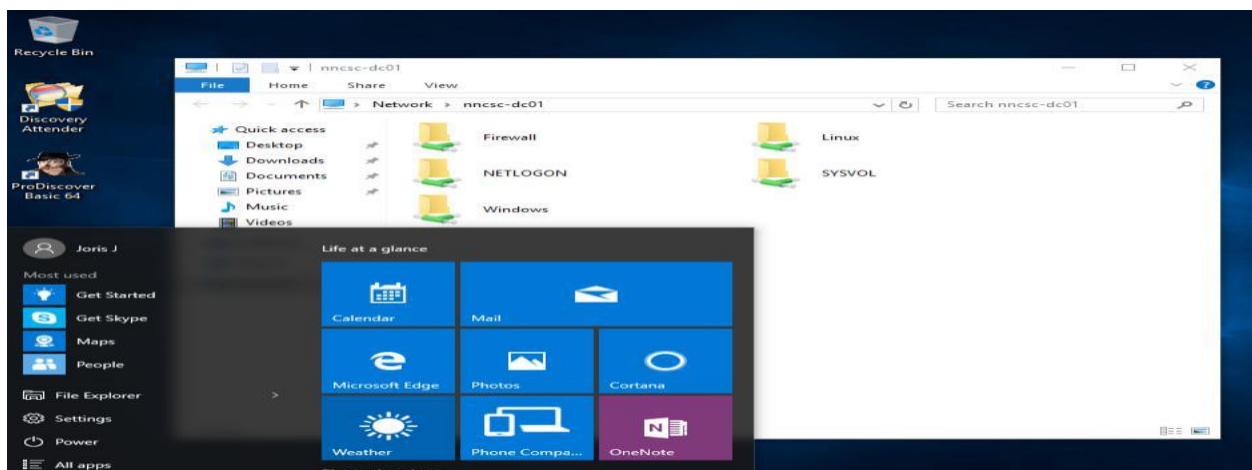 Recycle Bin
Discovery
Attender
ProDiscover
Basic 64
nncsc-dc01
File Home Share View
Network > nncsc-dc01
Search nncsc-dc01
Quick access
Desktop
Downloads
Documents
Pictures
Music
Videos
Firewall
Linux
NETLOGON
SYSVOL
Windows
Joris J
Most used
Get Started
Get Skype
Maps
People
File Explorer
Settings
Power
All apps
Life at a glance
Calendar
Mail
Microsoft Edge
Photos
Cortana
Weather
Phone Compa...
OneNote